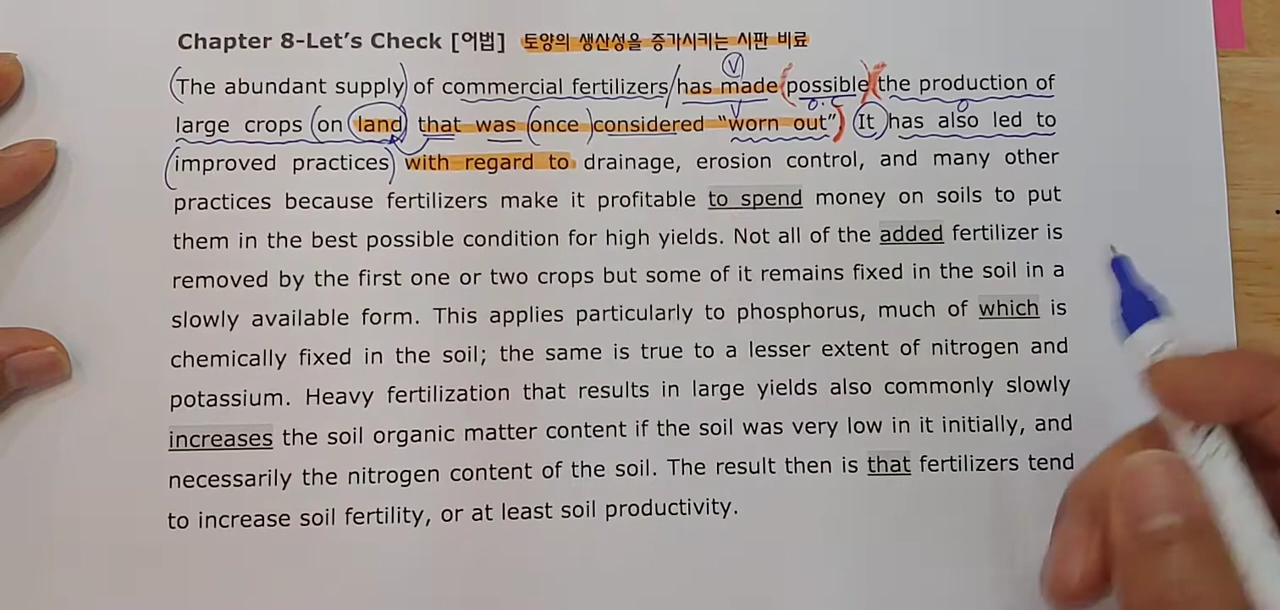 Chapter 8-Let's Check [어법] 토양의 생산성을 증가시키는 시판 비료
V
The abundant supply of commercial fertilizers has made possible the production of
V O.C O
large crops on land that was once considered "worn out". It has also led to
improved practices with regard to drainage, erosion control, and many other
practices because fertilizers make it profitable to spend money on soils to put
them in the best possible condition for high yields. Not all of the added fertilizer is
removed by the first one or two crops but some of it remains fixed in the soil in a
slowly available form. This applies particularly to phosphorus, much of which is
chemically fixed in the soil; the same is true to a lesser extent of nitrogen and
potassium. Heavy fertilization that results in large yields also commonly slowly
increases the soil organic matter content if the soil was very low in it initially, and
necessarily the nitrogen content of the soil. The result then is that fertilizers tend
to increase soil fertility, or at least soil productivity.